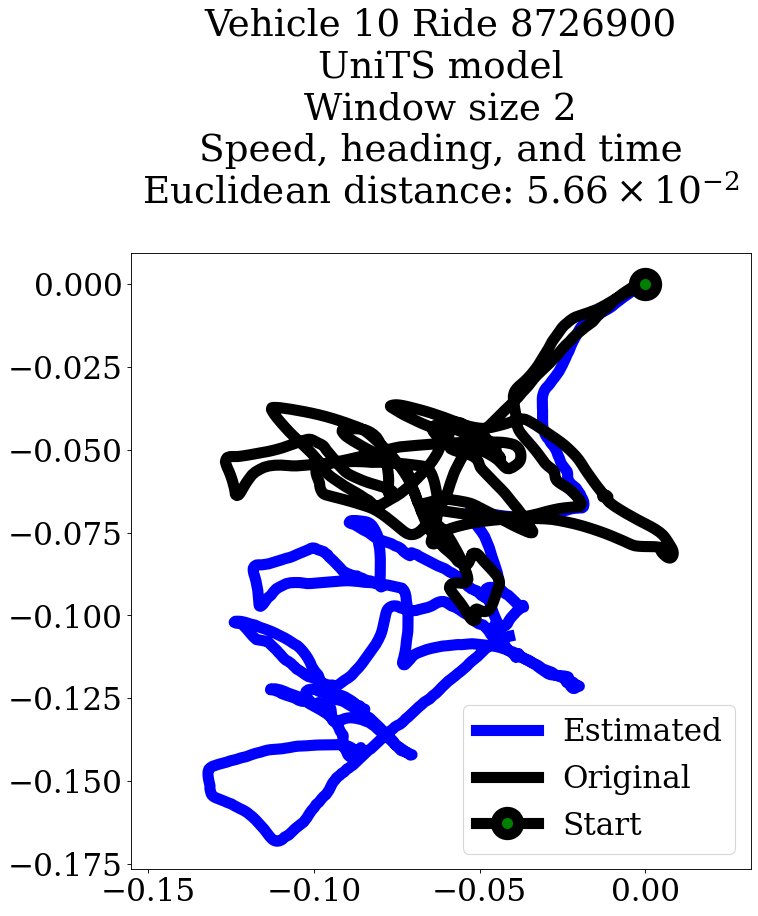 Vehicle 10 Ride 8726900
UniTS model
Window size 2
Speed, heading, and time
Euclidean distance: 5.66 × 10⁻²
0.000
−0.025
−0.050
−0.075
−0.100
−0.125
−0.150
−0.175
Estimated
Original
Start
−0.15 −0.10 −0.05 0.00